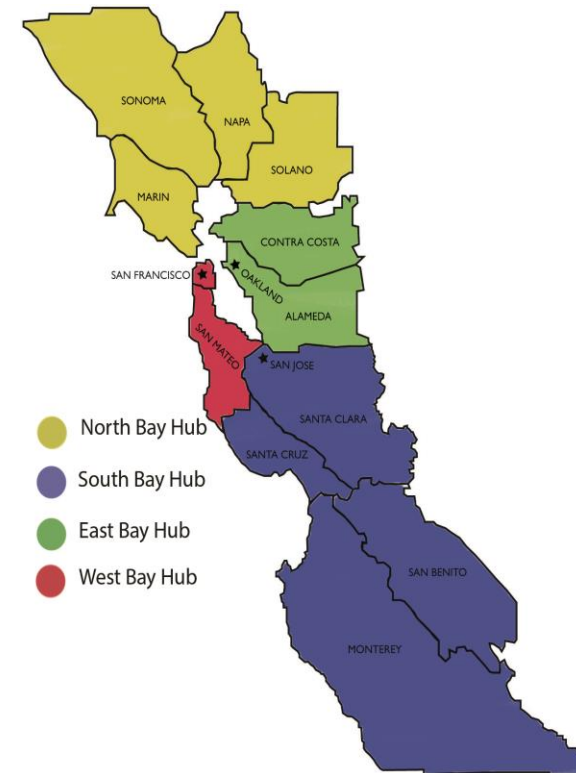 SONOMA
NAPA
SOLANO
MARIN
CONTRA COSTA
SAN FRANCISCO
OAKLAND
ALAMEDA
SAN MATEO
SAN JOSE
SANTA CLARA
SANTA CRUZ
North Bay Hub
South Bay Hub
East Bay Hub
West Bay Hub
SAN BENITO
MONTEREY